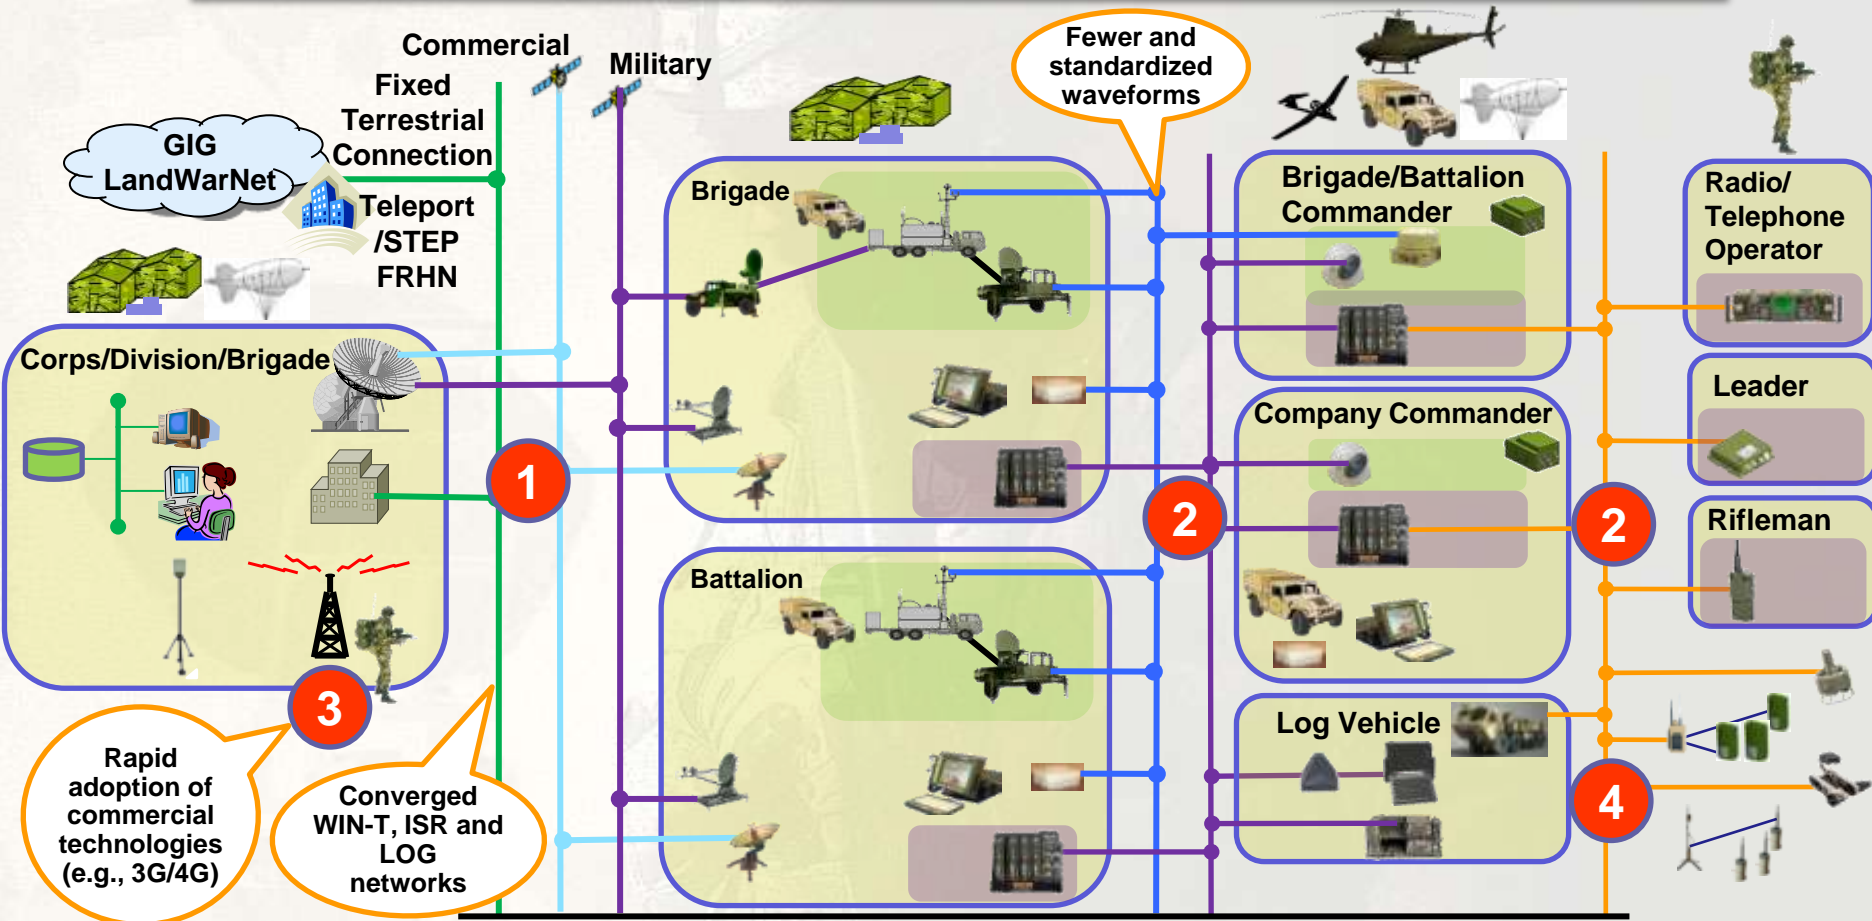 Commercial
Military
Fixed
Terrestrial
Connection
GIG
LandWarNet
Teleport
/STEP
FRHN
Fewer and
standardized
waveforms
Corps/Division/Brigade
Brigade
Battalion
Brigade/Battalion
Commander
Company Commander
Log Vehicle
Radio/
Telephone
Operator
Leader
Rifleman
1
2
2
3
4
Rapid
adoption of
commercial
technologies
(e.g., 3G/4G)
Converged
WIN-T, ISR and
LOG
networks